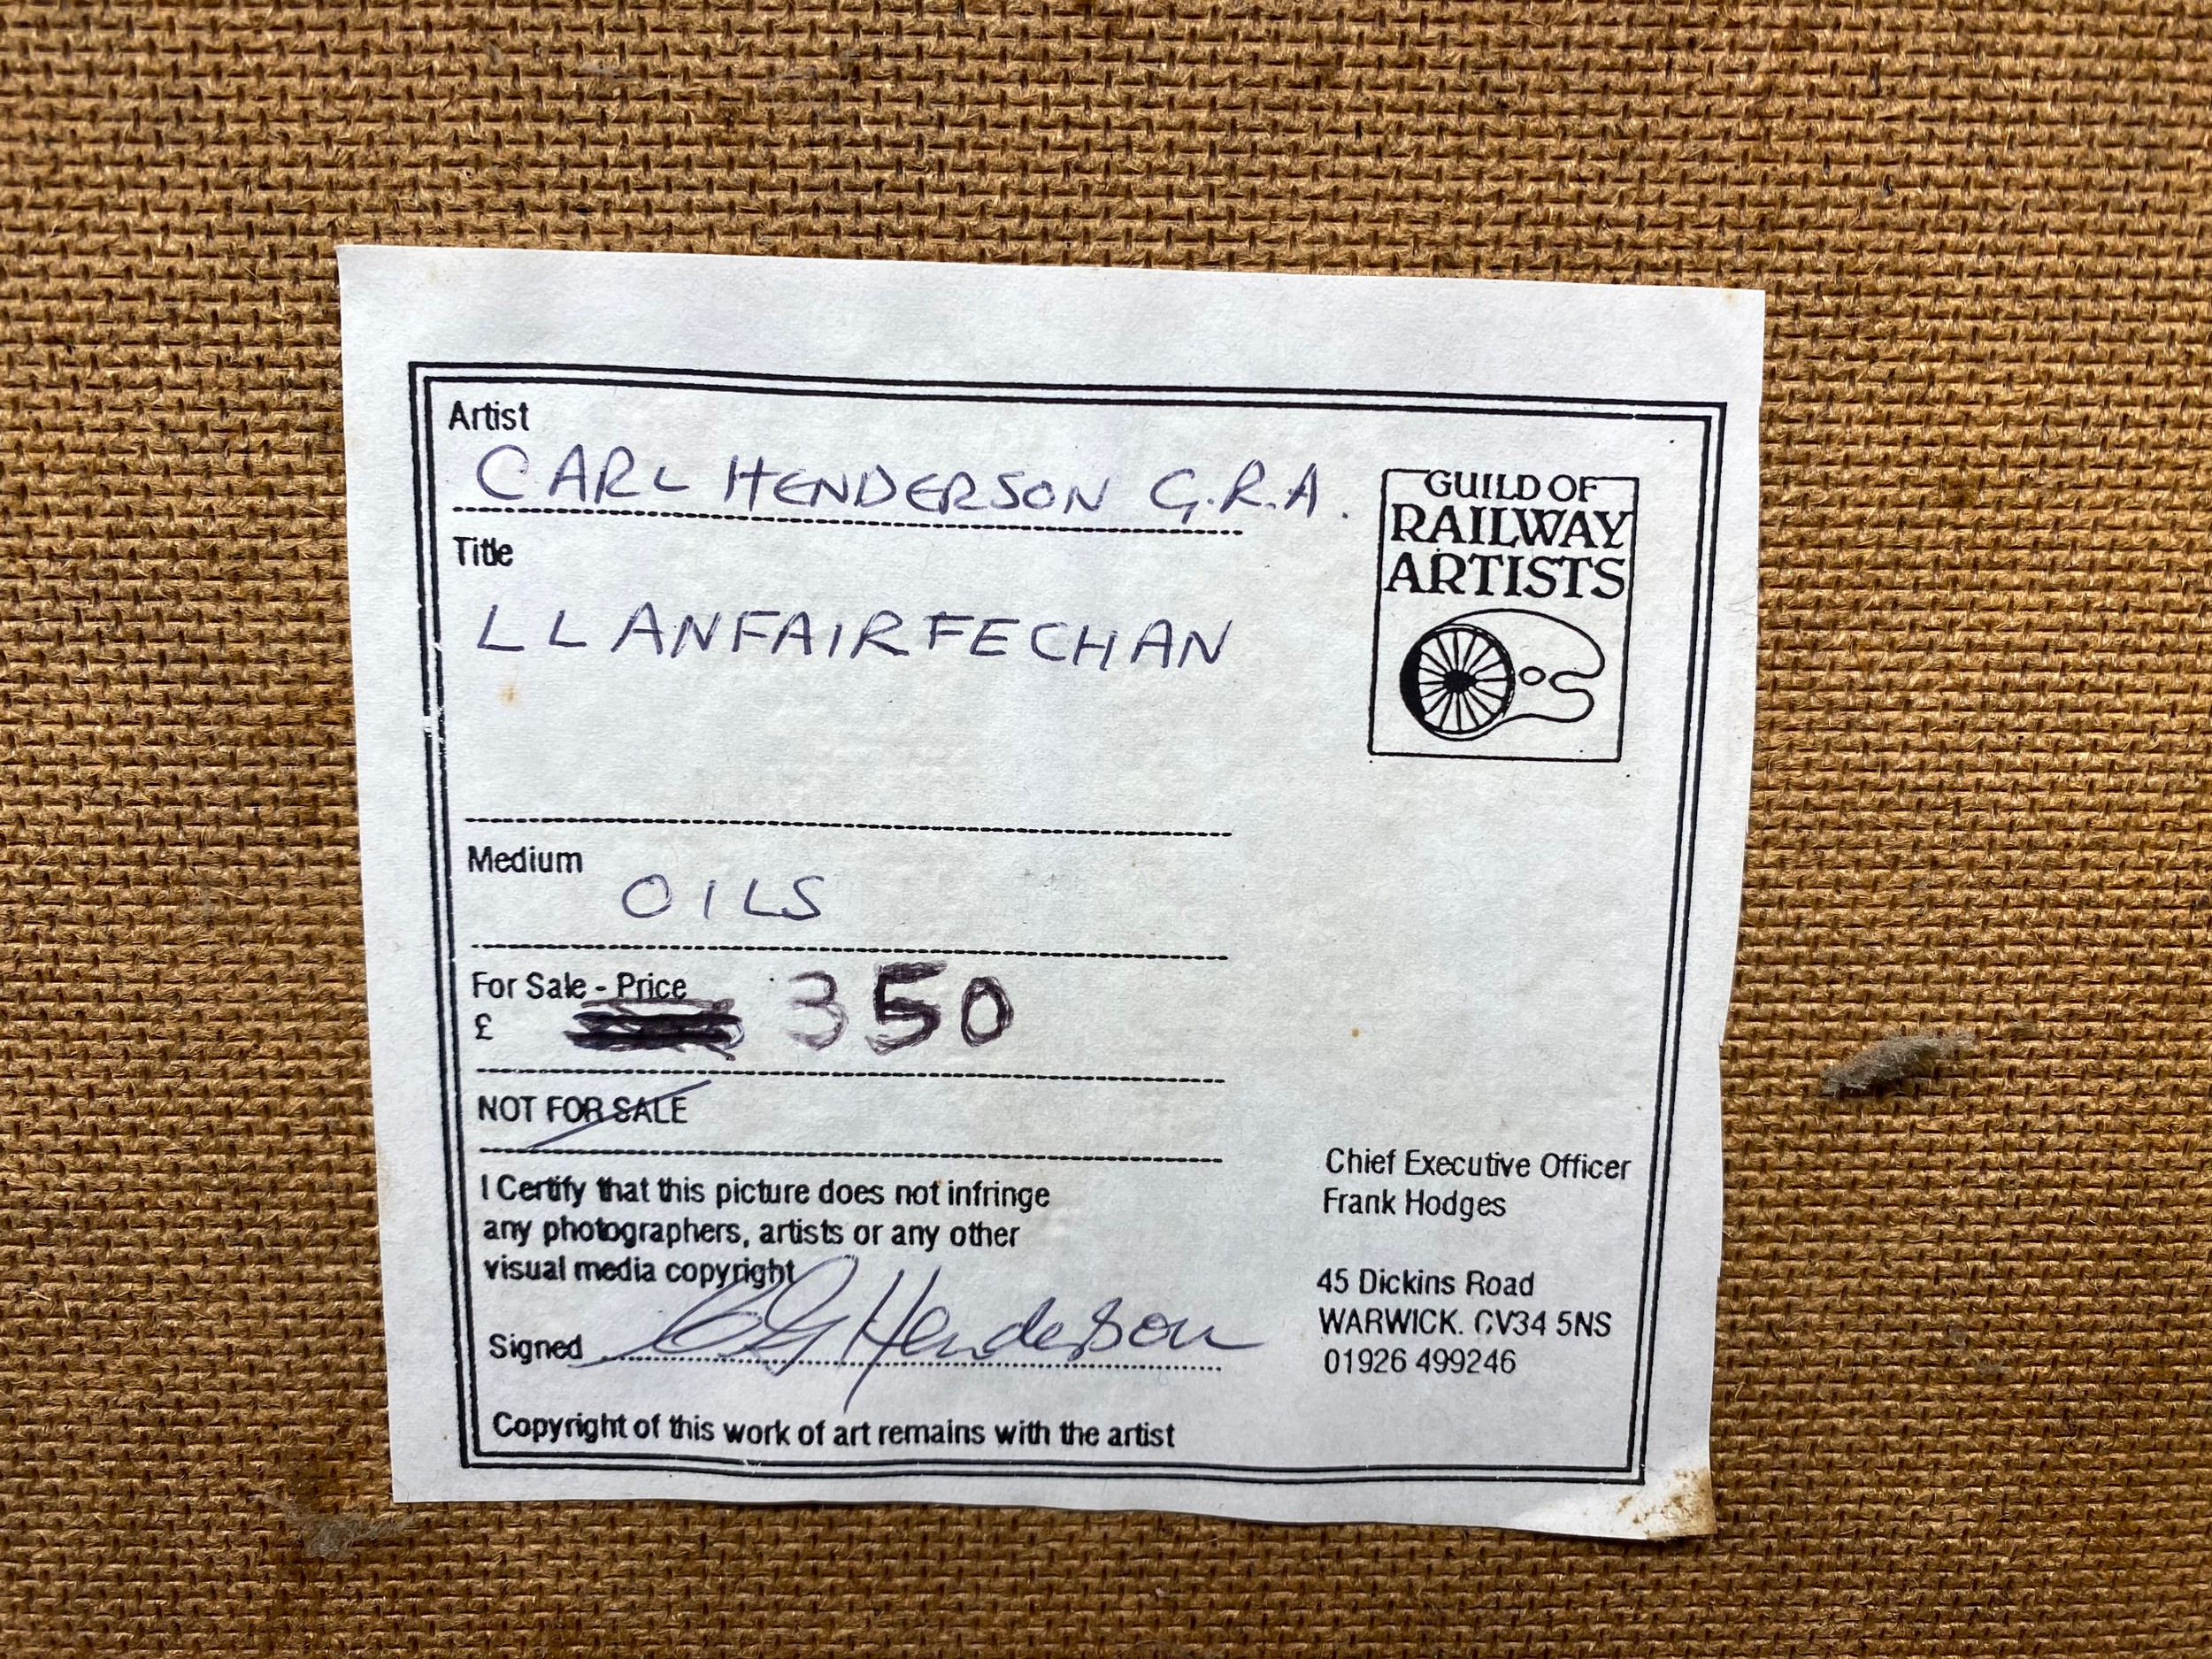 Artist
CARL HENDERSON G.R.A.
GUILD OF
RAILWAY
ARTISTS
Title
LLANFAIRFECHAN
Medium
OILS
For Sale - Price
£ 350
NOT FOR SALE
I Certify that this picture does not infringe
any photographers, artists or any other
visual media copyright
Signed CG Henderson
Chief Executive Officer
Frank Hodges
45 Dickins Road
WARWICK. CV34 5NS
01926 499246
Copyright of this work of art remains with the artist